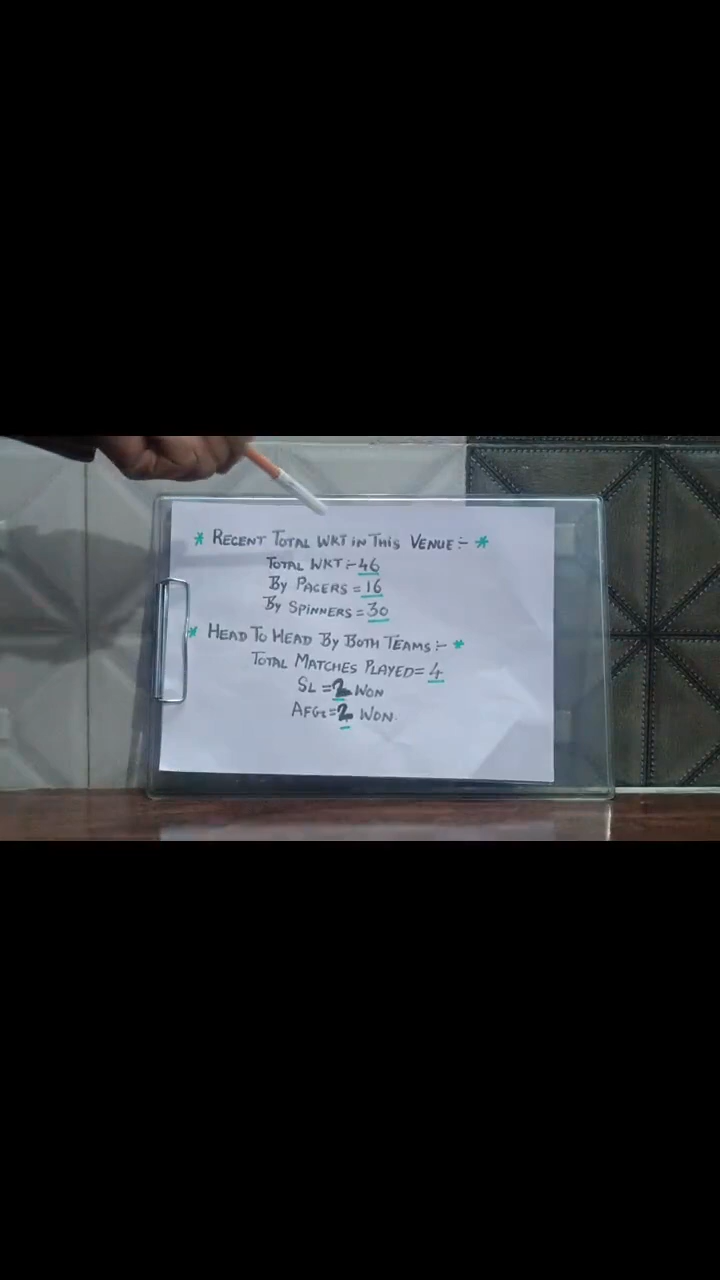 * RECENT TOTAL WKT IN THIS VENUE :- *
TOTAL WKT :- 46
BY PACERS = 16
BY SPINNERS = 30
* HEAD TO HEAD BY BOTH TEAMS :- *
TOTAL MATCHES PLAYED = 4
SL = 2 WON
AFG = 2 WON.